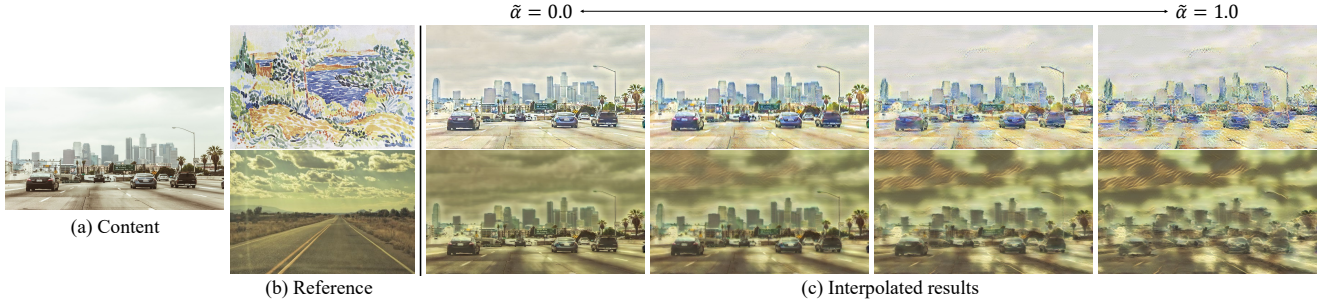 α̃ = 0.0
α̃ = 1.0
(a) Content
(b) Reference
(c) Interpolated results